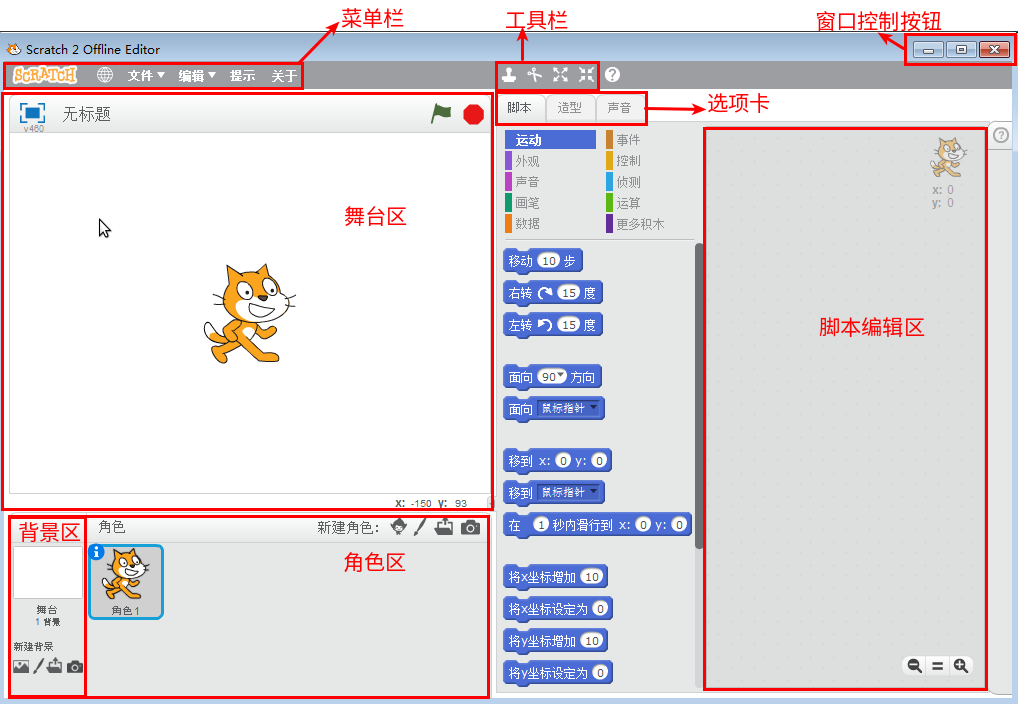 菜单栏
工具栏
窗口控制按钮
Scratch 2 Offline Editor
SCRATCH 文件 编辑 提示 关于
选项卡
脚本 造型 声音
v460 无标题
运动 事件
外观 控制
声音 侦测
画笔 运算
数据 更多积木
x: 0
y: 0
舞台区
脚本编辑区
移动 10 步
右转 15 度
左转 15 度
面向 90 方向
面向 鼠标指针
移到 x: 0 y: 0
移到 鼠标指针
在 1 秒内滑行到 x: 0 y: 0
将x坐标增加 10
将x坐标设定为 0
将y坐标增加 10
将y坐标设定为 0
x: -150 y: 93
背景区
角色 新建角色:
角色区
角色1
舞台
1 背景
新建背景